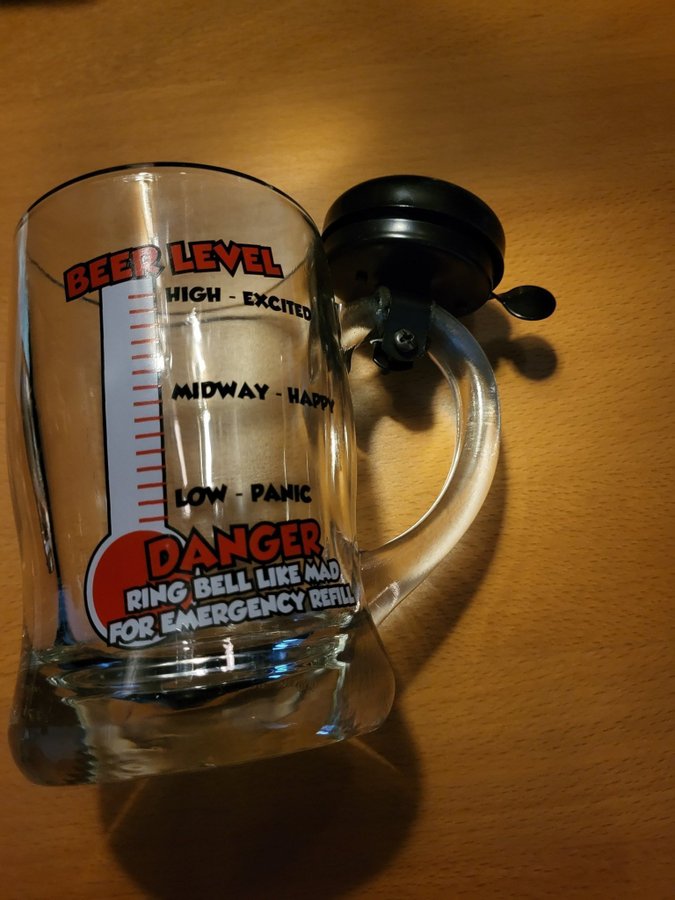 BEER LEVEL
HIGH - EXCITED
MIDWAY - HAPPY
LOW - PANIC
DANGER
RING BELL LIKE MAD
FOR EMERGENCY REFILL